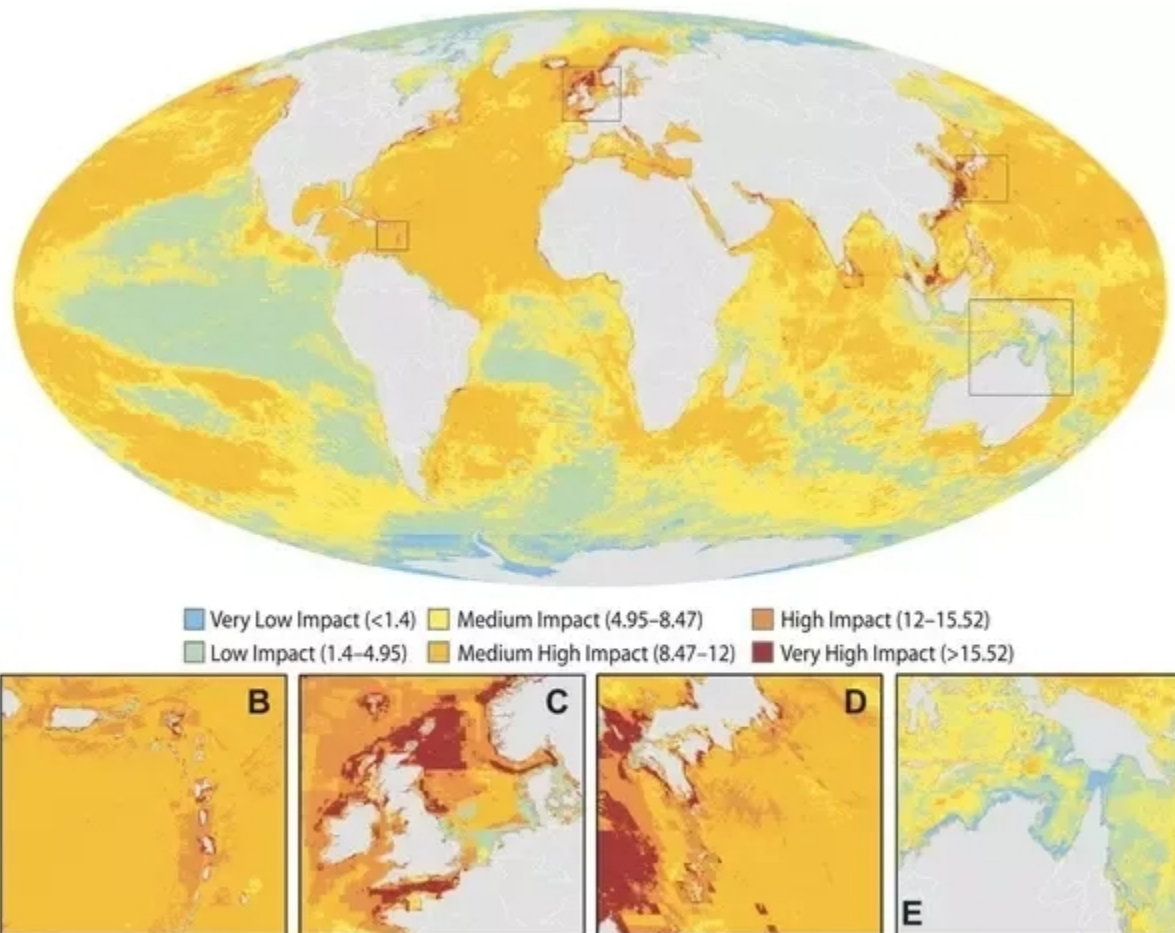 Very Low Impact (<1.4) Medium Impact (4.95–8.47) High Impact (12–15.52)
Low Impact (1.4–4.95) Medium High Impact (8.47–12) Very High Impact (>15.52)
B
C
D
E